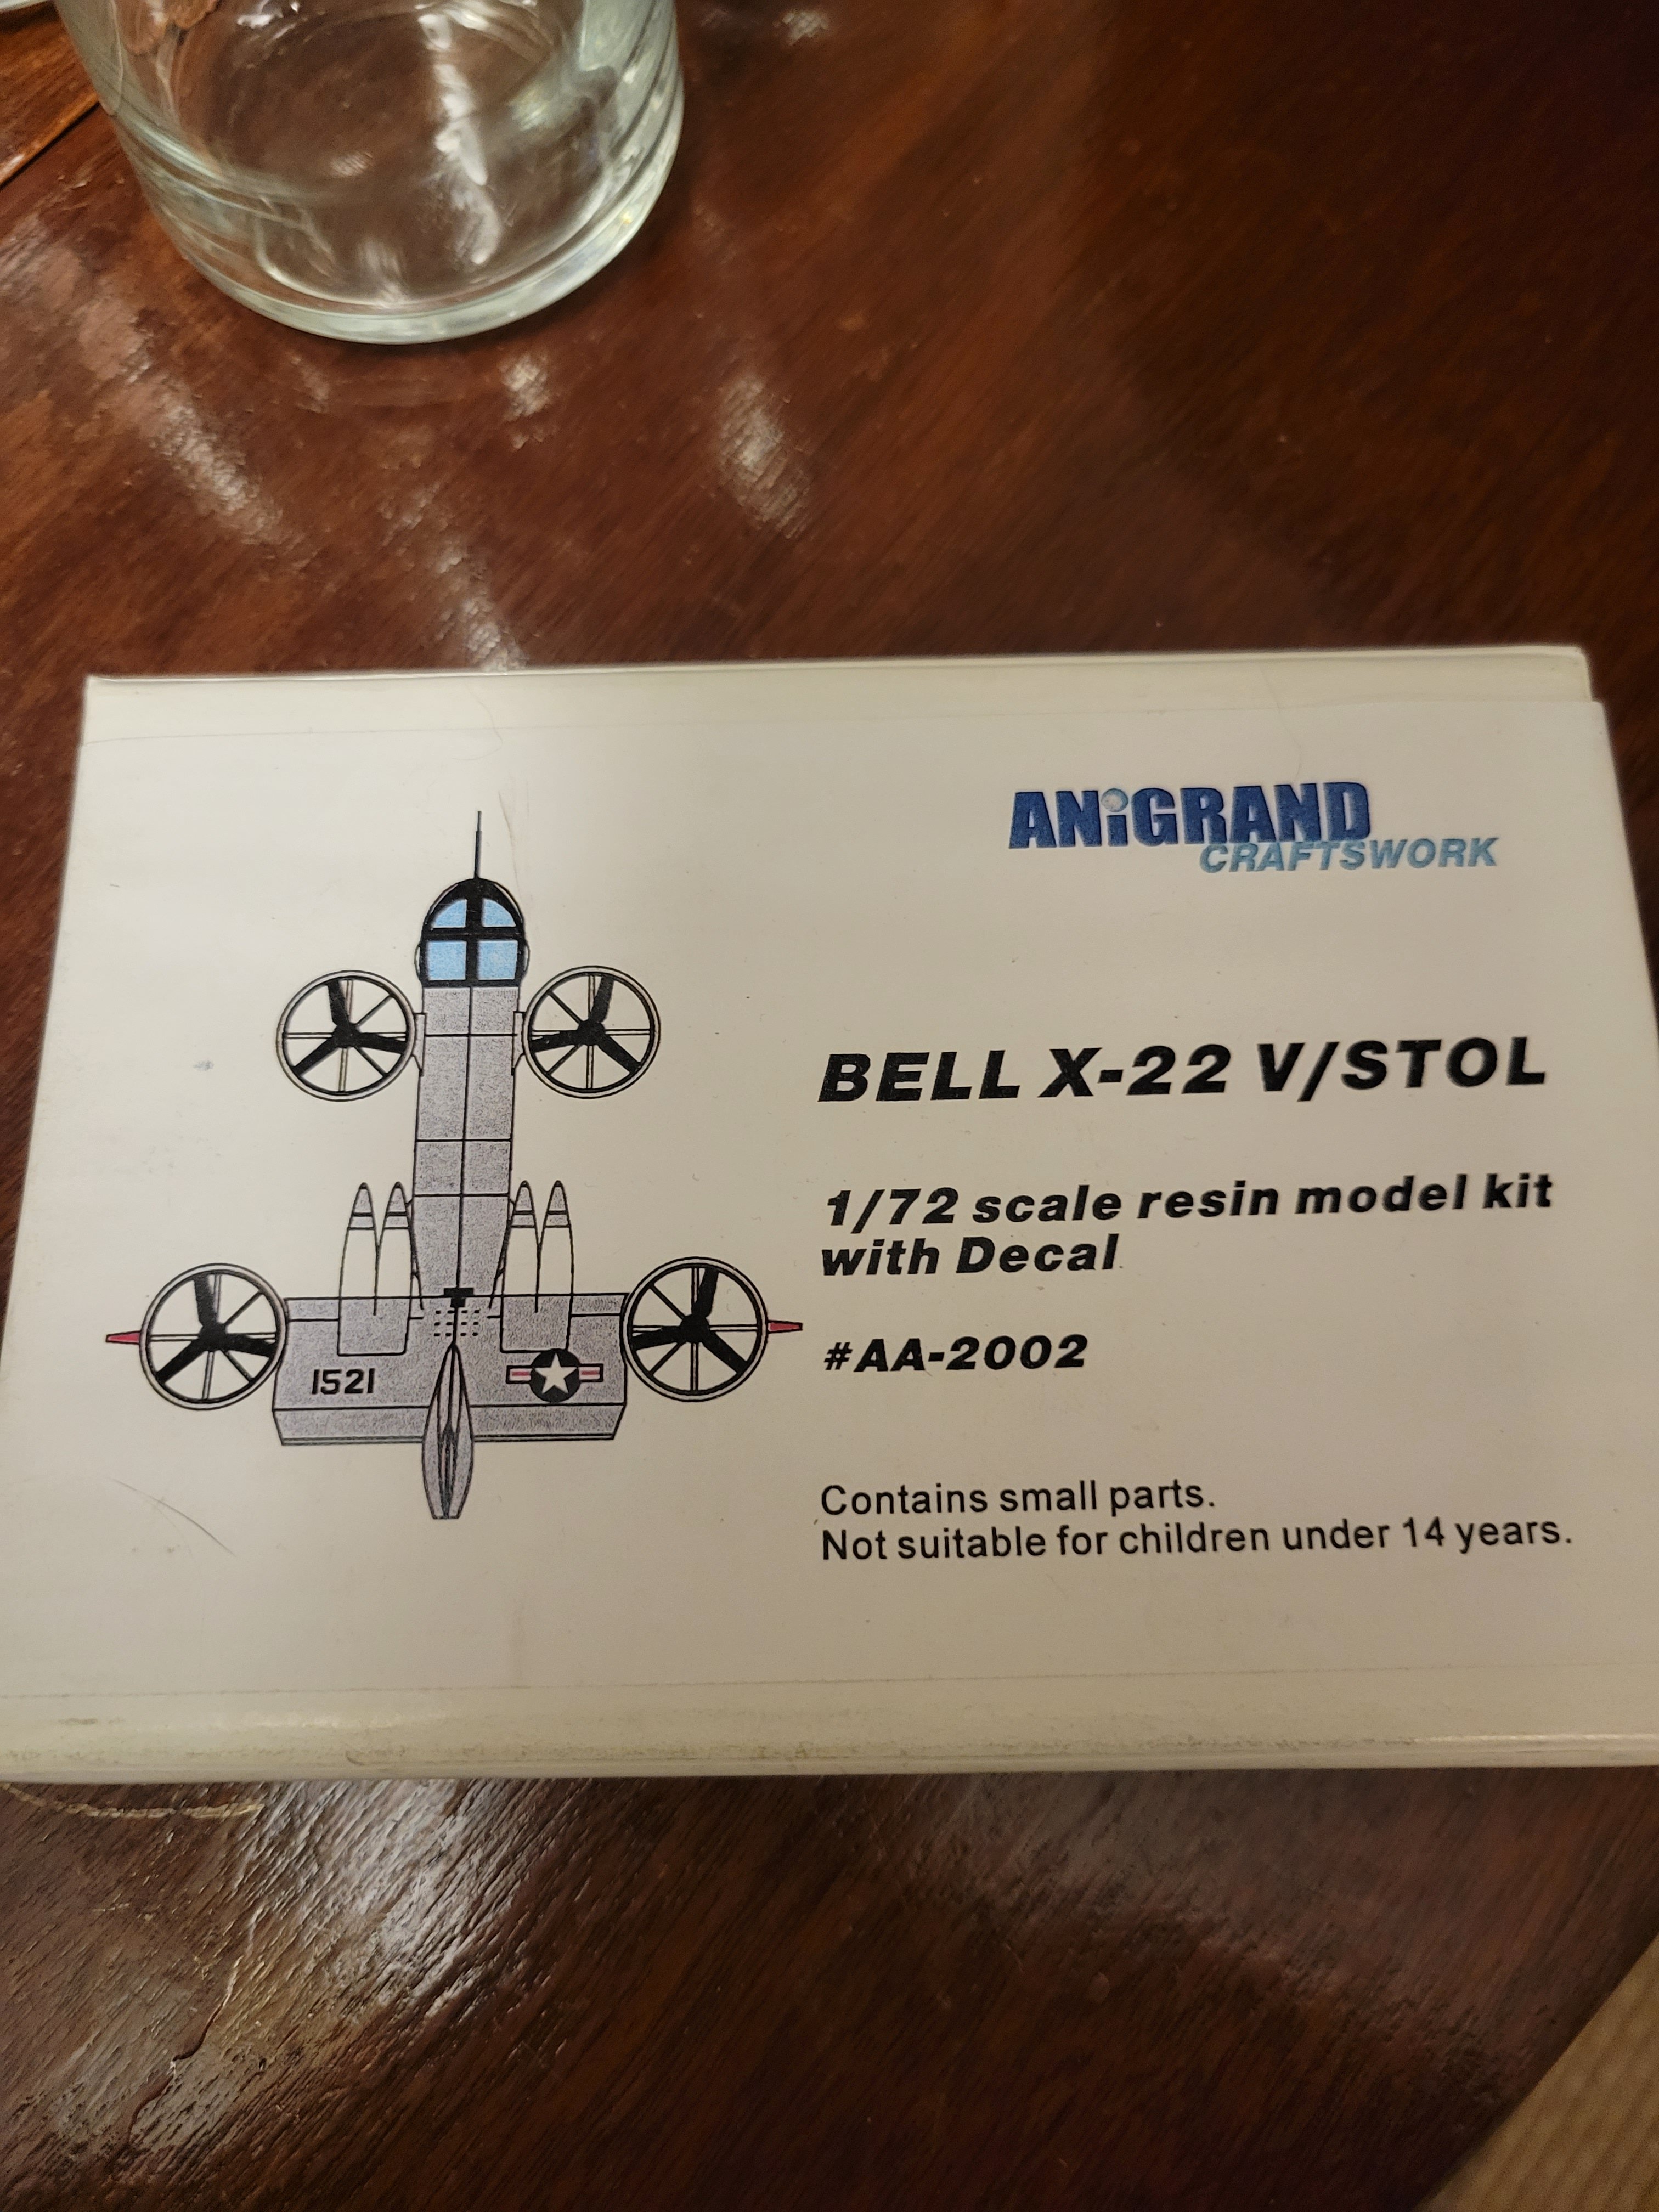 ANiGRAND
CRAFTSWORK
BELL X-22 V/STOL
1/72 scale resin model kit
with Decal
#AA-2002
1521
Contains small parts.
Not suitable for children under 14 years.